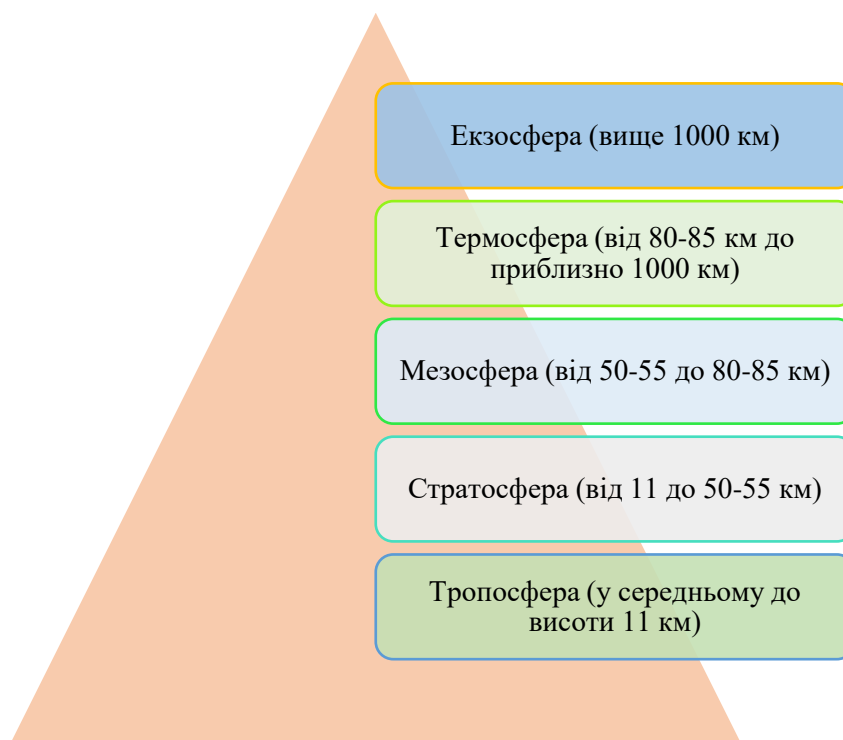 Екзосфера (вище 1000 км)
Термосфера (від 80-85 км до
приблизно 1000 км)
Мезосфера (від 50-55 до 80-85 км)
Стратосфера (від 11 до 50-55 км)
Тропосфера (у середньому до
висоти 11 км)